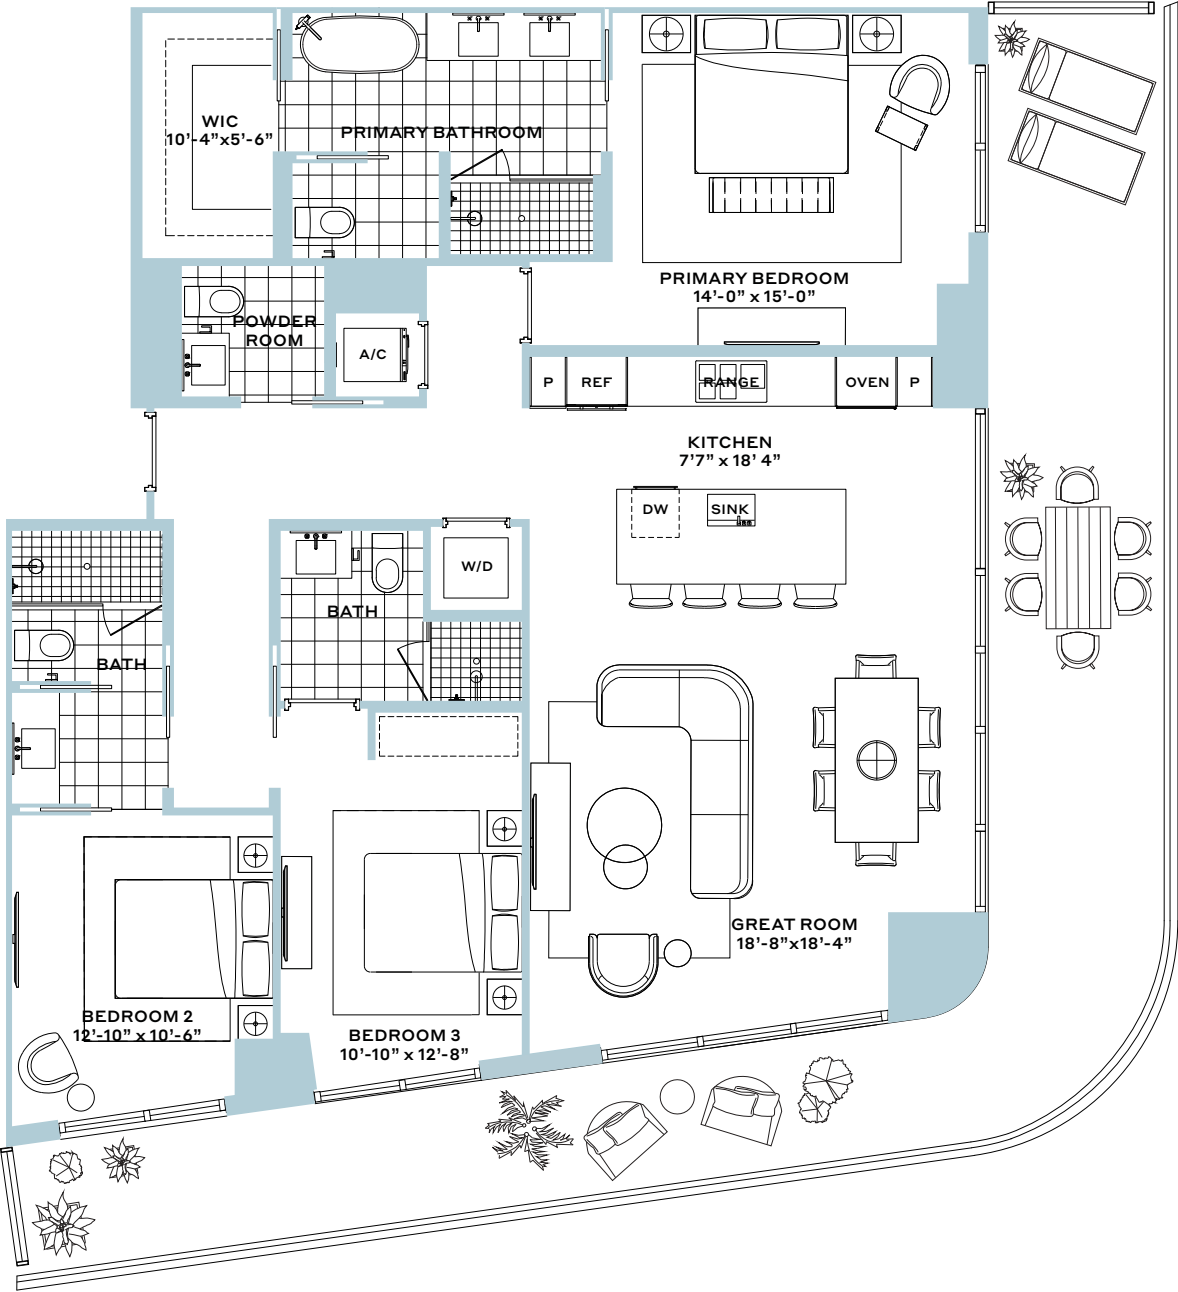 WIC
10’-4”x5’-6”
PRIMARY BATHROOM
PRIMARY BEDROOM
14’-0” x 15’-0”
POWDER
ROOM
A/C
P
REF
RANGE
OVEN
P
KITCHEN
7’7” x 18’ 4”
DW
SINK
W/D
BATH
BATH
GREAT ROOM
18’-8”x18’-4”
BEDROOM 2
12’-10” x 10’-6”
BEDROOM 3
10’-10” x 12’-8”